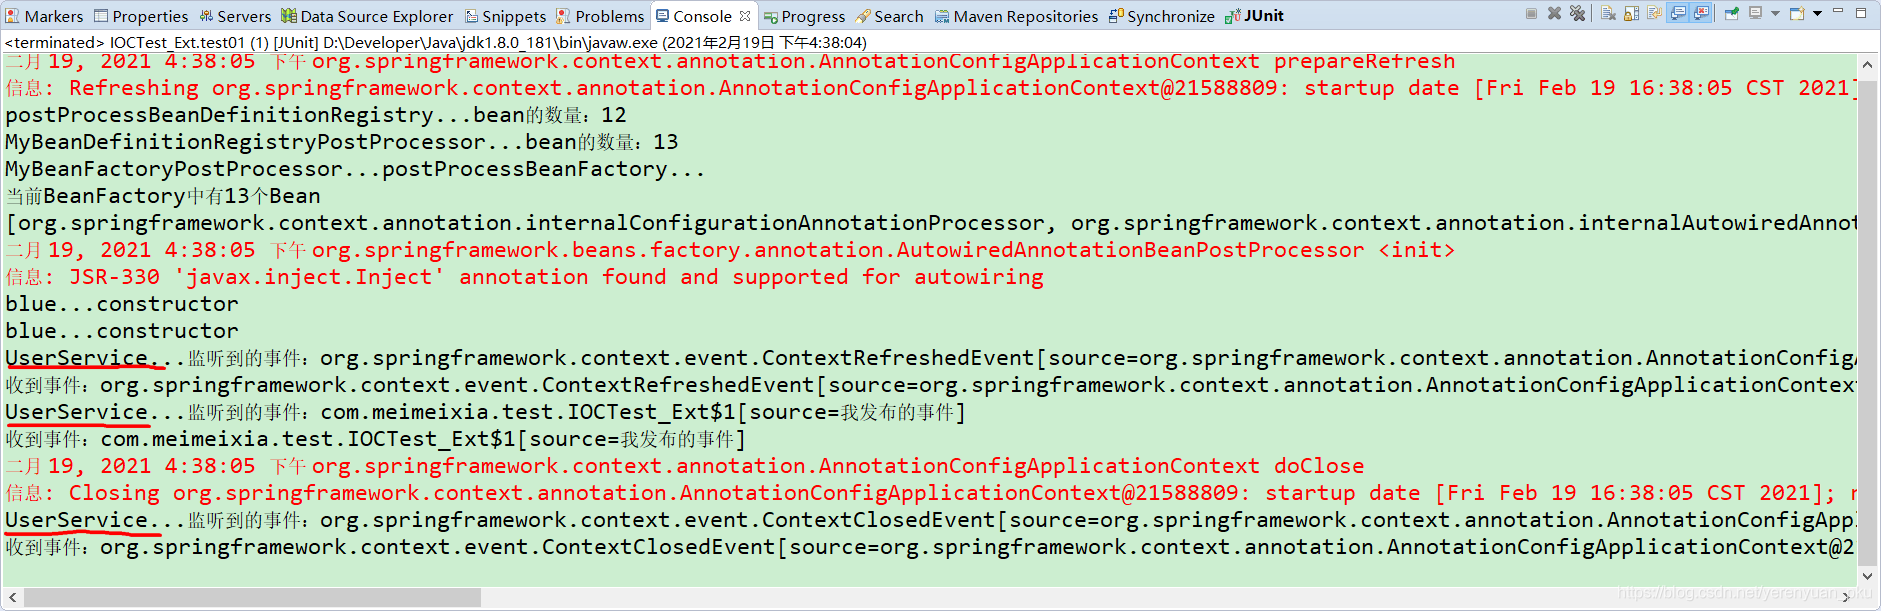 Markers Properties Servers Data Source Explorer Snippets Problems Console Progress Search Maven Repositories Synchronize JUnit
<terminated> IOCTest_Ext.test01 (1) [JUnit] D:\Developer\Java\jdk1.8.0_181\bin\javaw.exe (2021年2月19日 下午4:38:04)
二月 19, 2021 4:38:05 下午 org.springframework.context.annotation.AnnotationConfigApplicationContext prepareRefresh
信息: Refreshing org.springframework.context.annotation.AnnotationConfigApplicationContext@21588809: startup date [Fri Feb 19 16:38:05 CST 2021]
postProcessBeanDefinitionRegistry...bean的数量：12
MyBeanDefinitionRegistryPostProcessor...bean的数量：13
MyBeanFactoryPostProcessor...postProcessBeanFactory...
当前BeanFactory中有13个Bean
[org.springframework.context.annotation.internalConfigurationAnnotationProcessor, org.springframework.context.annotation.internalAutowiredAnnot
二月 19, 2021 4:38:05 下午 org.springframework.beans.factory.annotation.AutowiredAnnotationBeanPostProcessor <init>
信息: JSR-330 'javax.inject.Inject' annotation found and supported for autowiring
blue...constructor
blue...constructor
UserService...监听到的事件：org.springframework.context.event.ContextRefreshedEvent[source=org.springframework.context.annotation.AnnotationConfigA
收到事件：org.springframework.context.event.ContextRefreshedEvent[source=org.springframework.context.annotation.AnnotationConfigApplicationContext
UserService...监听到的事件：com.meimeixia.test.IOCTest_Ext$1[source=我发布的事件]
收到事件：com.meimeixia.test.IOCTest_Ext$1[source=我发布的事件]
二月 19, 2021 4:38:05 下午 org.springframework.context.annotation.AnnotationConfigApplicationContext doClose
信息: Closing org.springframework.context.annotation.AnnotationConfigApplicationContext@21588809: startup date [Fri Feb 19 16:38:05 CST 2021]; r
UserService...监听到的事件：org.springframework.context.event.ContextClosedEvent[source=org.springframework.context.annotation.AnnotationConfigApp
收到事件：org.springframework.context.event.ContextClosedEvent[source=org.springframework.context.annotation.AnnotationConfigApplicationContext@2
https://blog.csdn.net/yerenyuan_pku